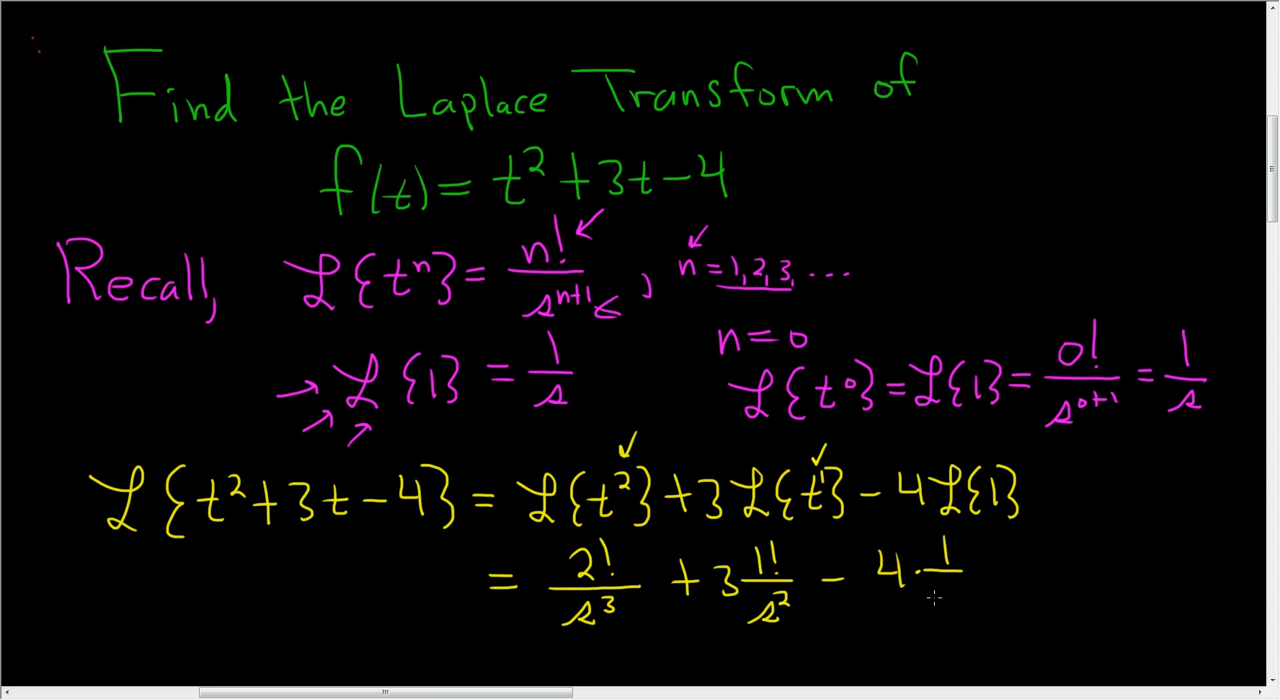 Find the Laplace Transform of
f(t) = t² + 3t - 4
Recall, ℒ{tⁿ} = n!/sⁿ⁺¹, n = 1, 2, 3, ...
n = 0
ℒ{1} = 1/s
ℒ{t⁰} = ℒ{1} = 0!/s⁰⁺¹ = 1/s
ℒ{t² + 3t - 4} = ℒ{t²} + 3ℒ{t¹} - 4ℒ{1}
= 2!/s³ + 3 1!/s² - 4 · 1/